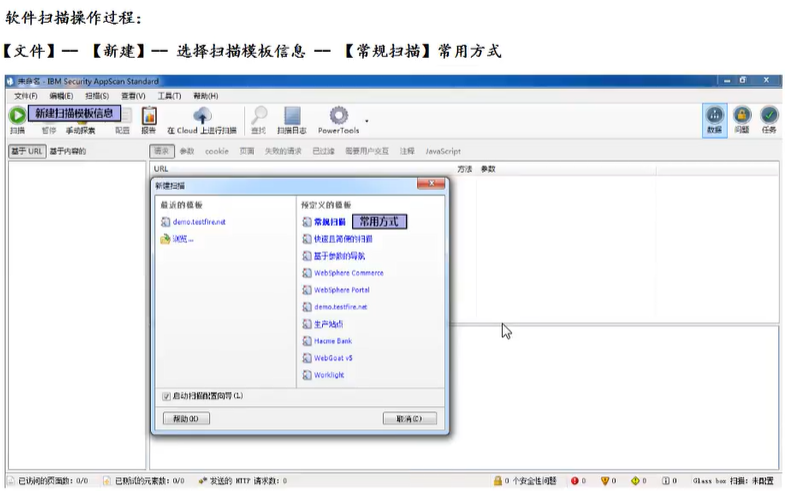 软件扫描操作过程:
【文件】-- 【新建】-- 选择扫描模板信息 -- 【常规扫描】常用方式
未命名 - IBM Security AppScan Standard
文件(F) 编辑(E) 扫描(S) 查看(V) 工具(T) 帮助(H)
新建扫描模板信息
扫描 暂停 手动探索 配置 报告 在 Cloud 上进行扫描 查找 扫描日志 PowerTools 数据 问题 任务
基于 URL 基于内容的 请求 参数 cookie 页面 失败的请求 已过滤 需要用户交互 注释 JavaScript
URL 方法 参数
新建扫描
最近的模板
demo.testfire.net
浏览...
预定义的模板
常规扫描 常用方式
快速且简便的扫描
基于参数的导航
WebSphere Commerce
WebSphere Portal
demo.testfire.net
生产站点
Hacme Bank
WebGoat v5
Worklight
启动扫描配置向导(L)
帮助(H) 取消(C)
已访问的页面数: 0/0 已测试的元素数: 0/0 发送的 HTTP 请求数: 0 0 个安全性问题 0 0 0 0 Glass box 扫描: 未配置